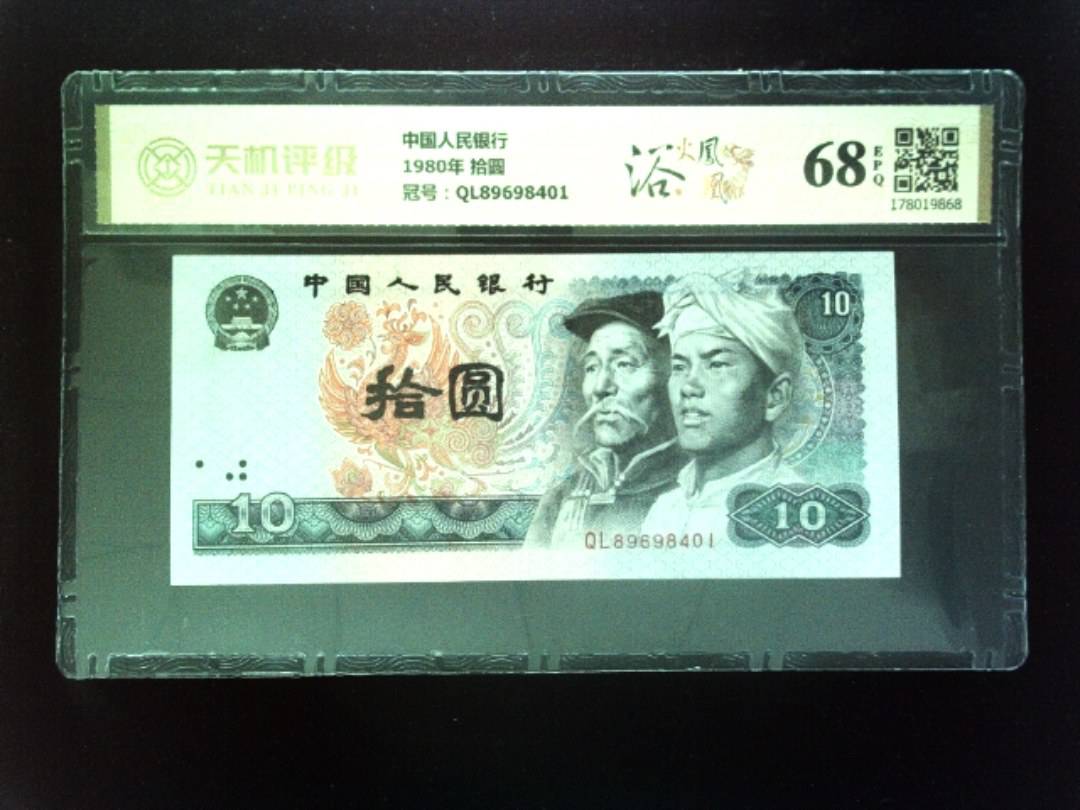 天机评级
TIAN JI PING JI
中国人民银行
1980年 拾圆
冠号：QL89698401
浴火凤凰
68
EPQ
178019868
中国人民银行
10
拾圆
10
10
QL89698401